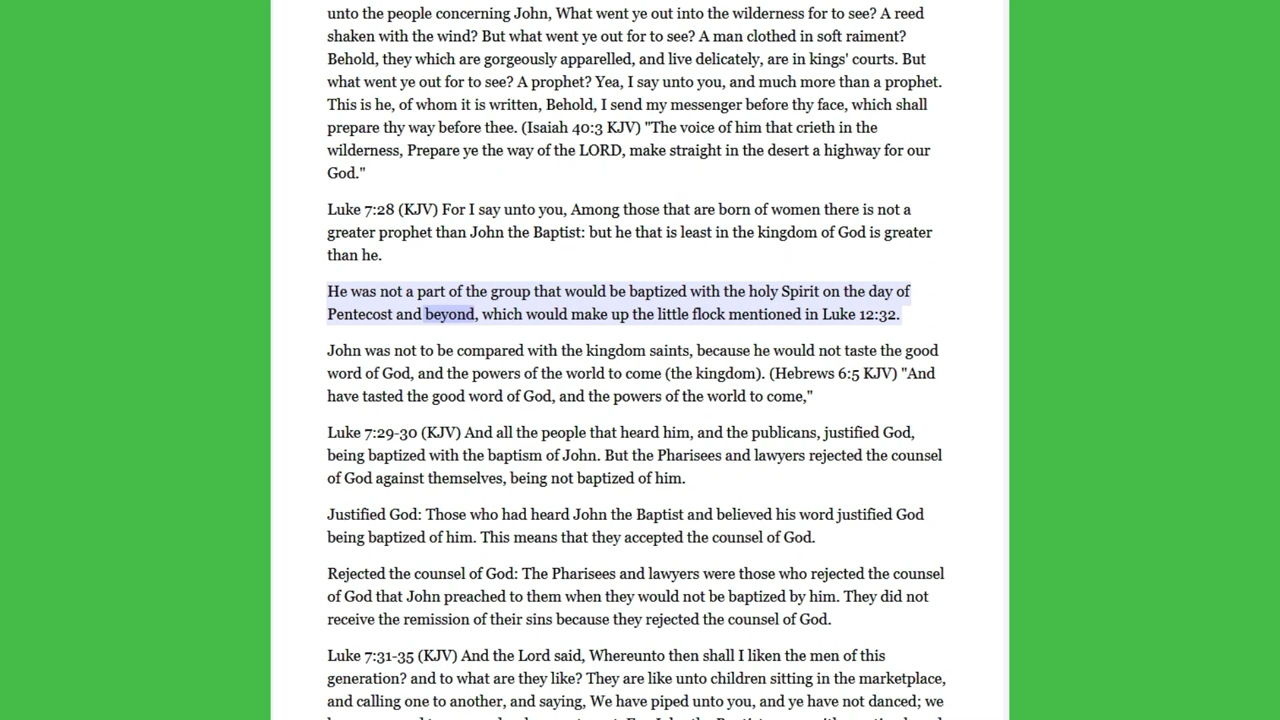 unto the people concerning John, What went ye out into the wilderness for to see? A reed
shaken with the wind? But what went ye out for to see? A man clothed in soft raiment?
Behold, they which are gorgeously apparelled, and live delicately, are in kings' courts. But
what went ye out for to see? A prophet? Yea, I say unto you, and much more than a prophet.
This is he, of whom it is written, Behold, I send my messenger before thy face, which shall
prepare thy way before thee. (Isaiah 40:3 KJV) "The voice of him that crieth in the
wilderness, Prepare ye the way of the LORD, make straight in the desert a highway for our
God."
Luke 7:28 (KJV) For I say unto you, Among those that are born of women there is not a
greater prophet than John the Baptist: but he that is least in the kingdom of God is greater
than he.
He was not a part of the group that would be baptized with the holy Spirit on the day of
Pentecost and beyond, which would make up the little flock mentioned in Luke 12:32.
John was not to be compared with the kingdom saints, because he would not taste the good
word of God, and the powers of the world to come (the kingdom). (Hebrews 6:5 KJV) "And
have tasted the good word of God, and the powers of the world to come,"
Luke 7:29-30 (KJV) And all the people that heard him, and the publicans, justified God,
being baptized with the baptism of John. But the Pharisees and lawyers rejected the counsel
of God against themselves, being not baptized of him.
Justified God: Those who had heard John the Baptist and believed his word justified God
being baptized of him. This means that they accepted the counsel of God.
Rejected the counsel of God: The Pharisees and lawyers were those who rejected the counsel
of God that John preached to them when they would not be baptized by him. They did not
receive the remission of their sins because they rejected the counsel of God.
Luke 7:31-35 (KJV) And the Lord said, Whereunto then shall I liken the men of this
generation? and to what are they like? They are like unto children sitting in the marketplace,
and calling one to another, and saying, We have piped unto you, and ye have not danced; we